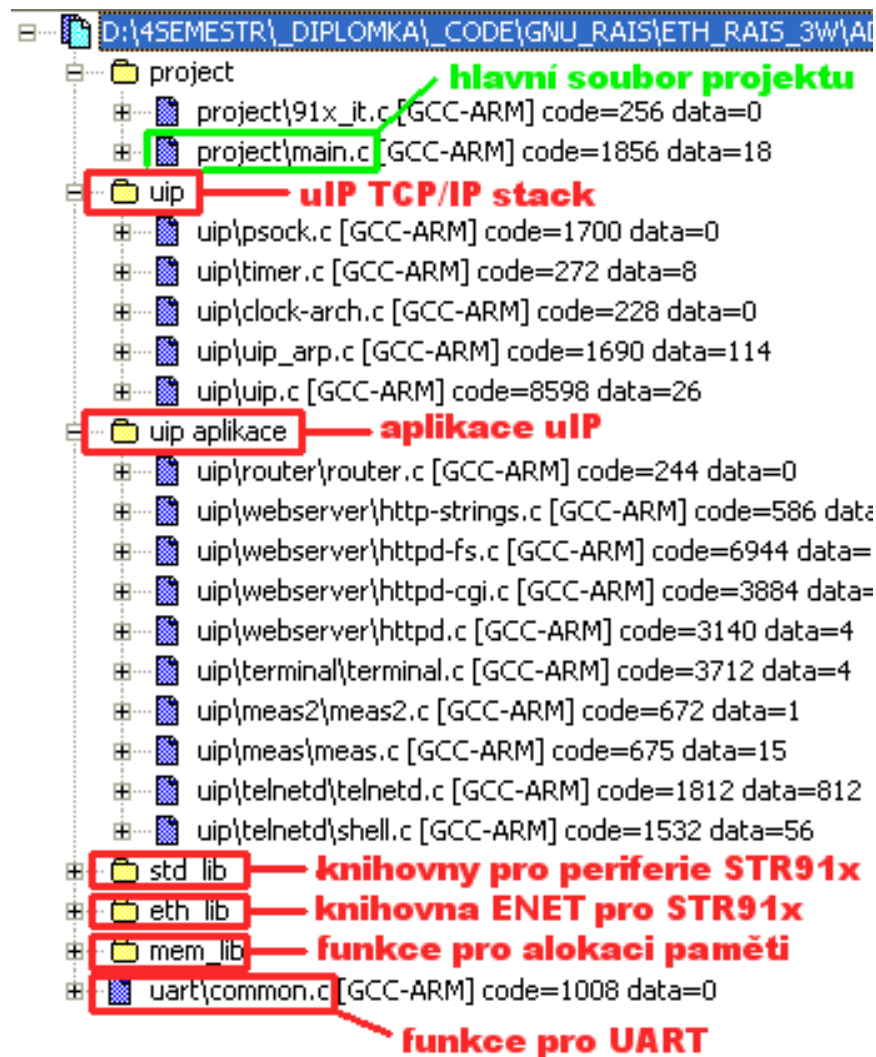 D:\4SEMESTR\_DIPLOMKA\_CODE\GNU_RAIS\ETH_RAIS_3W\AD
project
hlavní soubor projektu
project\91x_it.c [GCC-ARM] code=256 data=0
project\main.c [GCC-ARM] code=1856 data=18
uip uIP TCP/IP stack
uip\psock.c [GCC-ARM] code=1700 data=0
uip\timer.c [GCC-ARM] code=272 data=8
uip\clock-arch.c [GCC-ARM] code=228 data=0
uip\uip_arp.c [GCC-ARM] code=1690 data=114
uip\uip.c [GCC-ARM] code=8598 data=26
uip aplikace aplikace uIP
uip\router\router.c [GCC-ARM] code=244 data=0
uip\webserver\http-strings.c [GCC-ARM] code=586 data
uip\webserver\httpd-fs.c [GCC-ARM] code=6944 data=
uip\webserver\httpd-cgi.c [GCC-ARM] code=3884 data=
uip\webserver\httpd.c [GCC-ARM] code=3140 data=4
uip\terminal\terminal.c [GCC-ARM] code=3712 data=4
uip\meas2\meas2.c [GCC-ARM] code=672 data=1
uip\meas\meas.c [GCC-ARM] code=675 data=15
uip\telnetd\telnetd.c [GCC-ARM] code=1812 data=812
uip\telnetd\shell.c [GCC-ARM] code=1532 data=56
std_lib knihovny pro periferie STR91x
eth_lib knihovna ENET pro STR91x
mem_lib funkce pro alokaci paměti
uart\common.c [GCC-ARM] code=1008 data=0
funkce pro UART